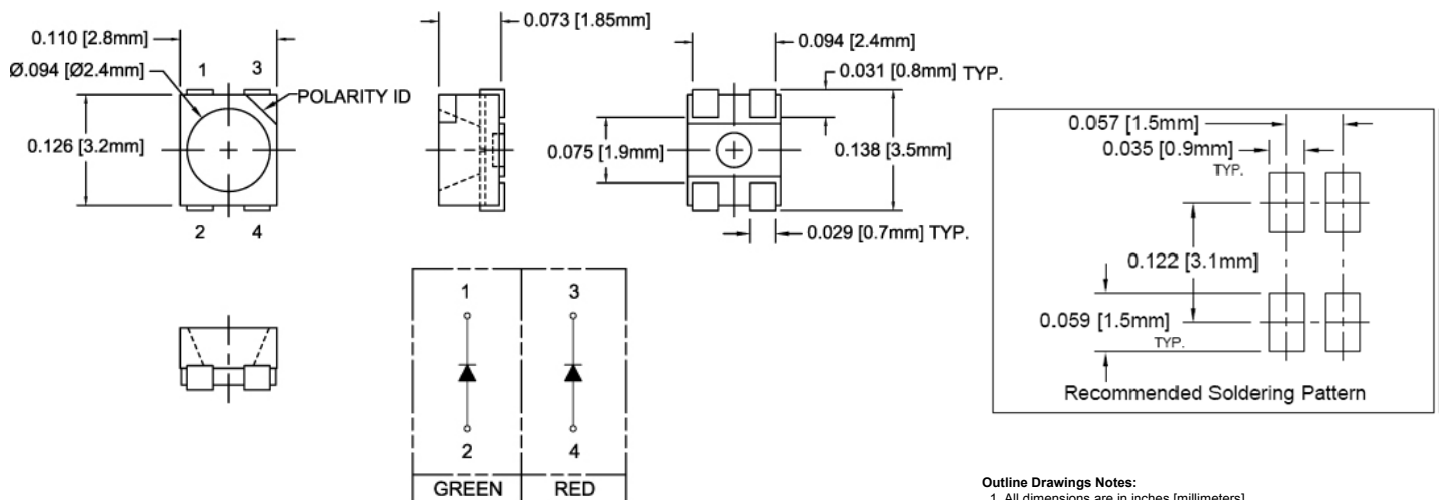 0.110 [2.8mm]
Ø.094 [Ø2.4mm]
1
3
POLARITY ID
0.126 [3.2mm]
2
4
0.073 [1.85mm]
0.094 [2.4mm]
0.031 [0.8mm] TYP.
0.075 [1.9mm]
0.138 [3.5mm]
0.029 [0.7mm] TYP.
0.057 [1.5mm]
0.035 [0.9mm]
TYP.
0.122 [3.1mm]
0.059 [1.5mm]
TYP.
Recommended Soldering Pattern
1
3
2
4
GREEN
RED
Outline Drawings Notes:
1. All dimensions are in inches [millimeters].